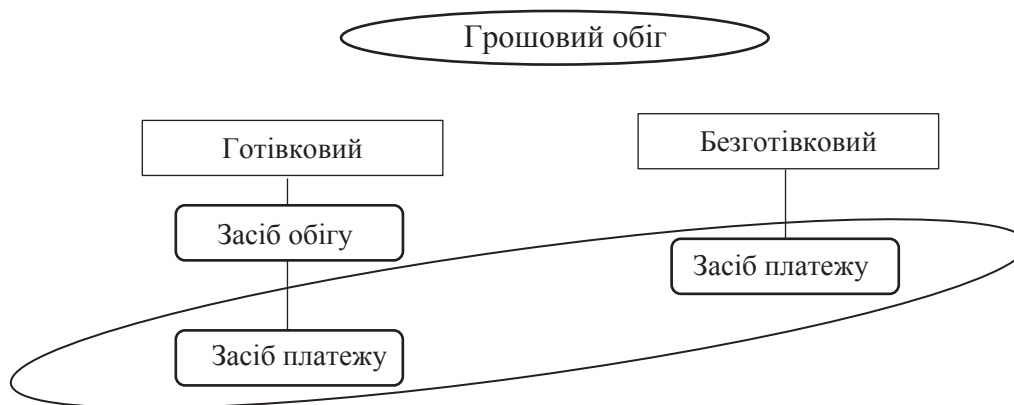 Грошовий обіг
Готівковий
Безготівковий
Засіб обігу
Засіб платежу
Засіб платежу